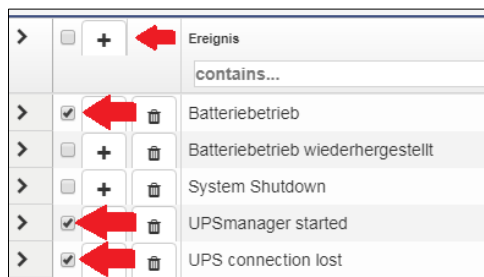 Ereignis
contains...
Batteriebetrieb
Batteriebetrieb wiederhergestellt
System Shutdown
UPSmanager started
UPS connection lost